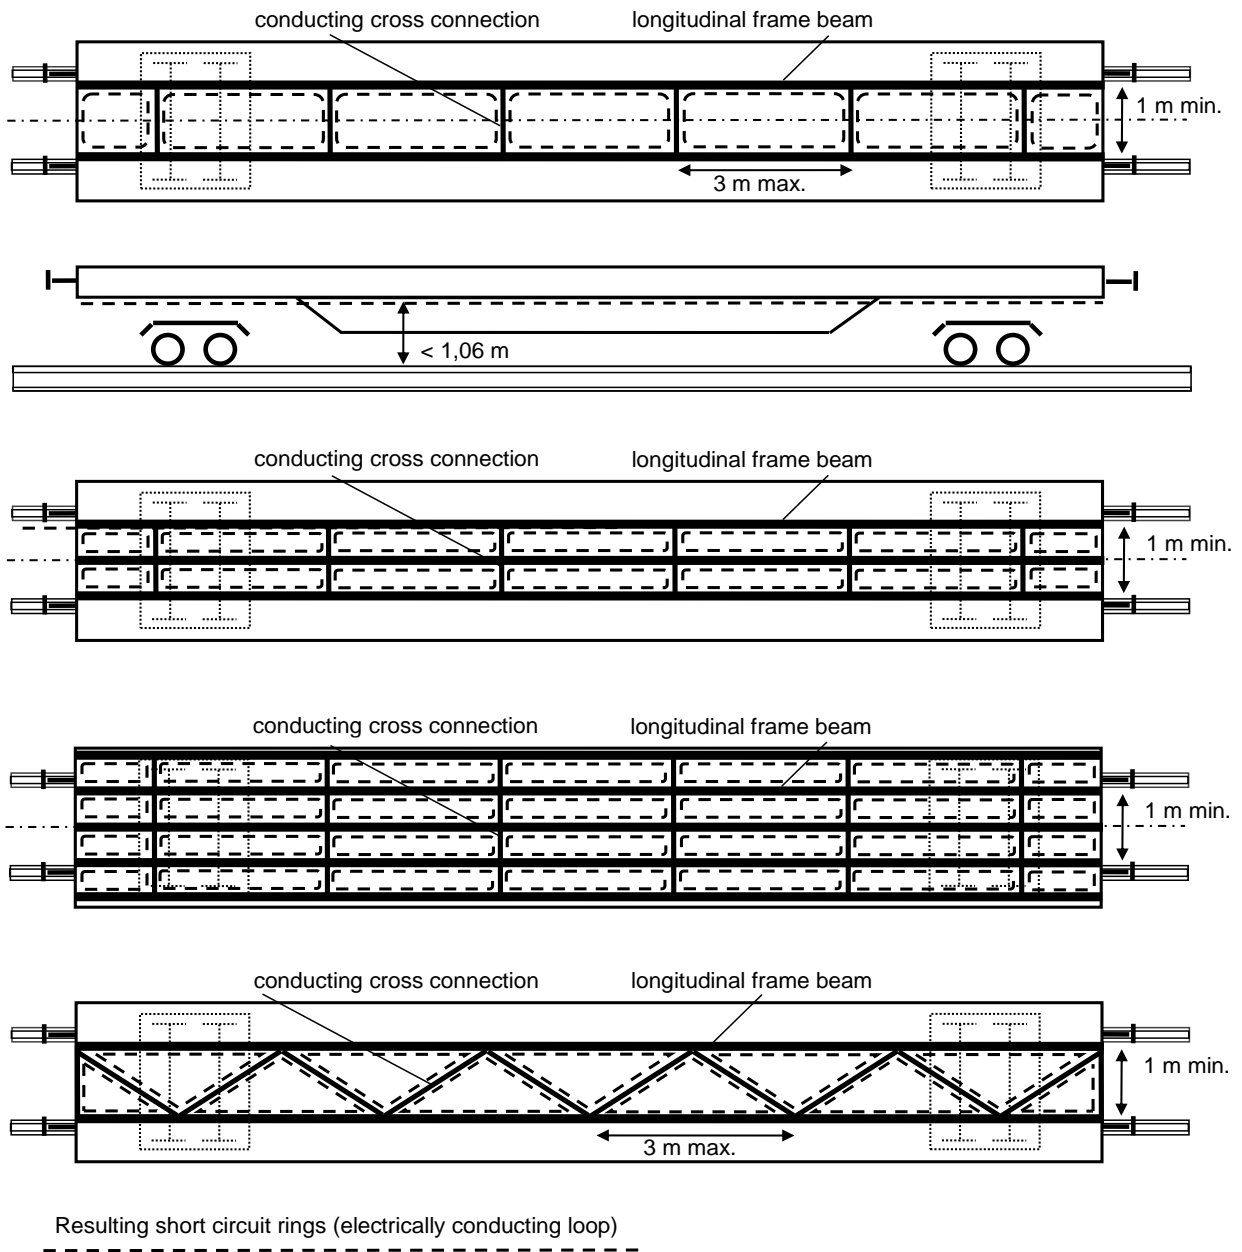 conducting cross connection longitudinal frame beam
1 m min.
3 m max.
< 1,06 m
conducting cross connection longitudinal frame beam
1 m min.
conducting cross connection longitudinal frame beam
1 m min.
conducting cross connection longitudinal frame beam
1 m min.
3 m max.
Resulting short circuit rings (electrically conducting loop)